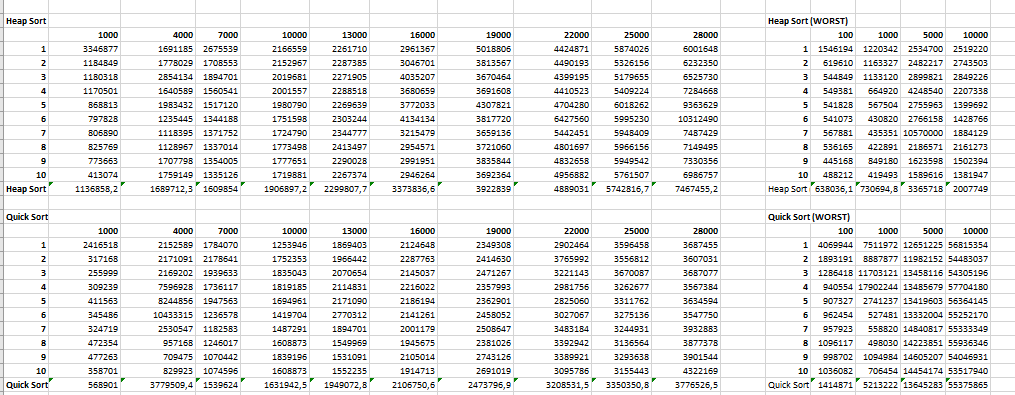 Heap Sort Heap Sort (WORST)
1000 4000 7000 10000 13000 16000 19000 22000 25000 28000 100 1000 5000 10000
1 3346877 1691185 2675539 2166559 2261710 2961367 5018806 4424871 5874026 6001648 1 1546194 1220342 2534700 2519220
2 1184849 1778029 1708553 2152967 2287385 3046701 3813567 4490193 5326156 6232350 2 619610 1163327 2482217 2743503
3 1180318 2854134 1894701 2019681 2271905 4035207 3670464 4399195 5179655 6525730 3 544849 1133120 2899821 2849226
4 1170501 1640589 1560541 2001557 2288518 3680659 3691608 4410523 5409224 7284668 4 549381 664920 4248540 2207338
5 868813 1983432 1517120 1980790 2269639 3772033 4307821 4704280 6018262 9363629 5 541828 567504 2755963 1399692
6 797828 1235445 1344188 1751598 2303244 4134134 3817720 6427560 5995230 10312490 6 541073 430820 2766158 1428766
7 806890 1118395 1371752 1724790 2344777 3215479 3659136 5442451 5948409 7487429 7 567881 435351 10570000 1884129
8 825769 1128967 1337014 1773498 2413497 2954571 3721060 4801697 5966156 7149495 8 536165 422891 2186571 2161273
9 773663 1707798 1354005 1777651 2290028 2991951 3835844 4832658 5949542 7330356 9 445168 849180 1623598 1502394
10 413074 1759149 1335126 1719881 2267374 2946264 3692364 4956882 5761507 6986757 10 488212 419493 1589616 1381947
Heap Sort 1136858,2 1689712,3 1609854 1906897,2 2299807,7 3373836,6 3922839 4889031 5742816,7 7467455,2 Heap Sort 638036,1 730694,8 3365718 2007749
Quick Sort Quick Sort (WORST)
1000 4000 7000 10000 13000 16000 19000 22000 25000 28000 100 1000 5000 10000
1 2416518 2152589 1784070 1253946 1869403 2124648 2349308 2902464 3596458 3687455 1 4069944 7511972 12651225 56815354
2 317168 2171091 2178641 1752353 1966442 2287763 2414630 3765992 3556812 3607031 2 1893191 8887877 11982152 54483037
3 255999 2169202 1939633 1835043 2070654 2145037 2471267 3221143 3670087 3687077 3 1286418 11703121 13458116 54305196
4 309239 7596928 1736117 1819185 2114831 2216022 2357993 2981756 3262677 3567384 4 940554 17902244 13485679 57704180
5 411563 8244856 1947563 1694961 2171090 2186194 2362901 2825060 3311762 3634594 5 907327 2741237 13419603 56364145
6 345486 10433315 1236578 1419704 2770312 2141261 2458052 3027067 3275136 3547750 6 962454 527481 13332004 55252170
7 324719 2530547 1182583 1487291 1894701 2001179 2508647 3483184 3244931 3932883 7 957923 558820 14840817 55333349
8 472354 957168 1246017 1608873 1549969 1945675 2381026 3392942 3136564 3877378 8 1096117 498030 14223851 55936346
9 477263 709475 1070442 1839196 1531091 2105014 2743126 3389921 3293638 3901544 9 998702 1094984 14605207 54046931
10 358701 829923 1074596 1608873 1552235 1914713 2691019 3095786 3155443 4322169 10 1036082 706454 14454174 53517940
Quick Sort 568901 3779509,4 1539624 1631942,5 1949072,8 2106750,6 2473796,9 3208531,5 3350350,8 3776526,5 Quick Sort 1414871 5213222 13645283 55375865